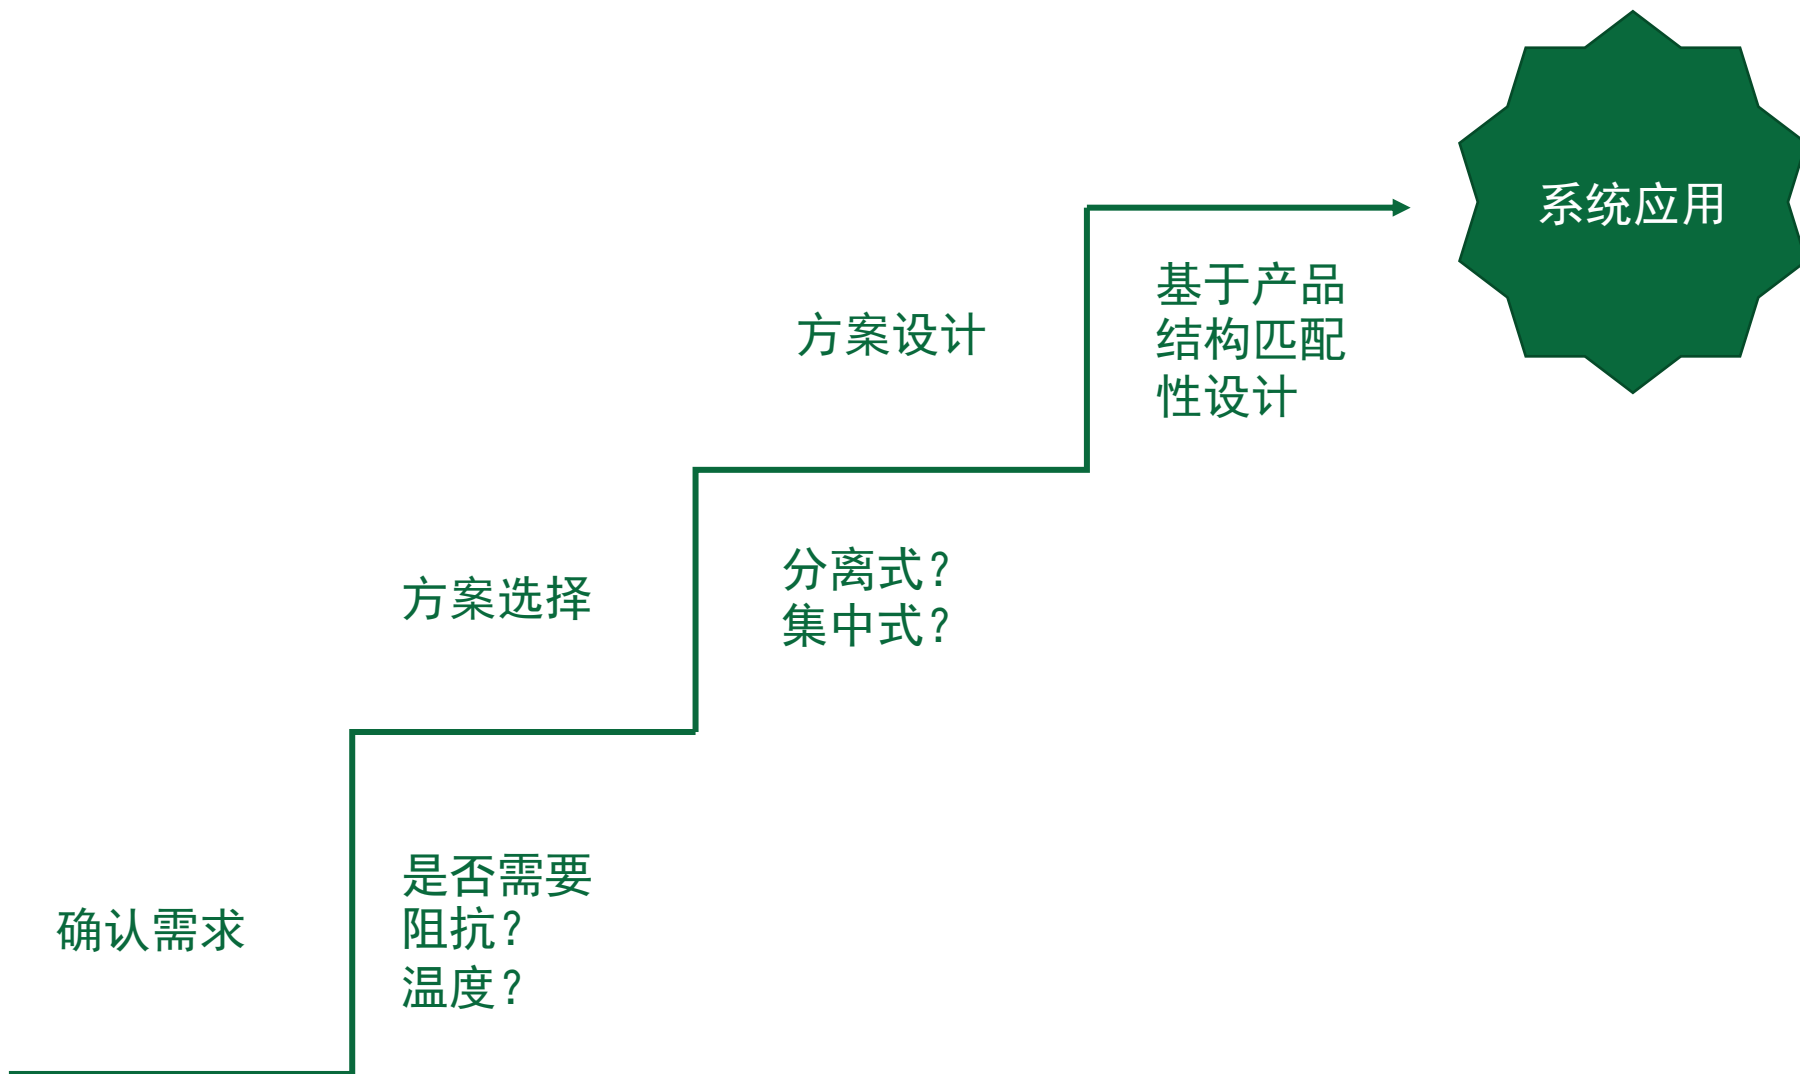 系统应用
基于产品
结构匹配
性设计
方案设计
分离式？
集中式？
方案选择
是否需要
阻抗？
温度？
确认需求